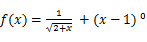 f(x) = 1/√(2+x) + (x − 1)⁰